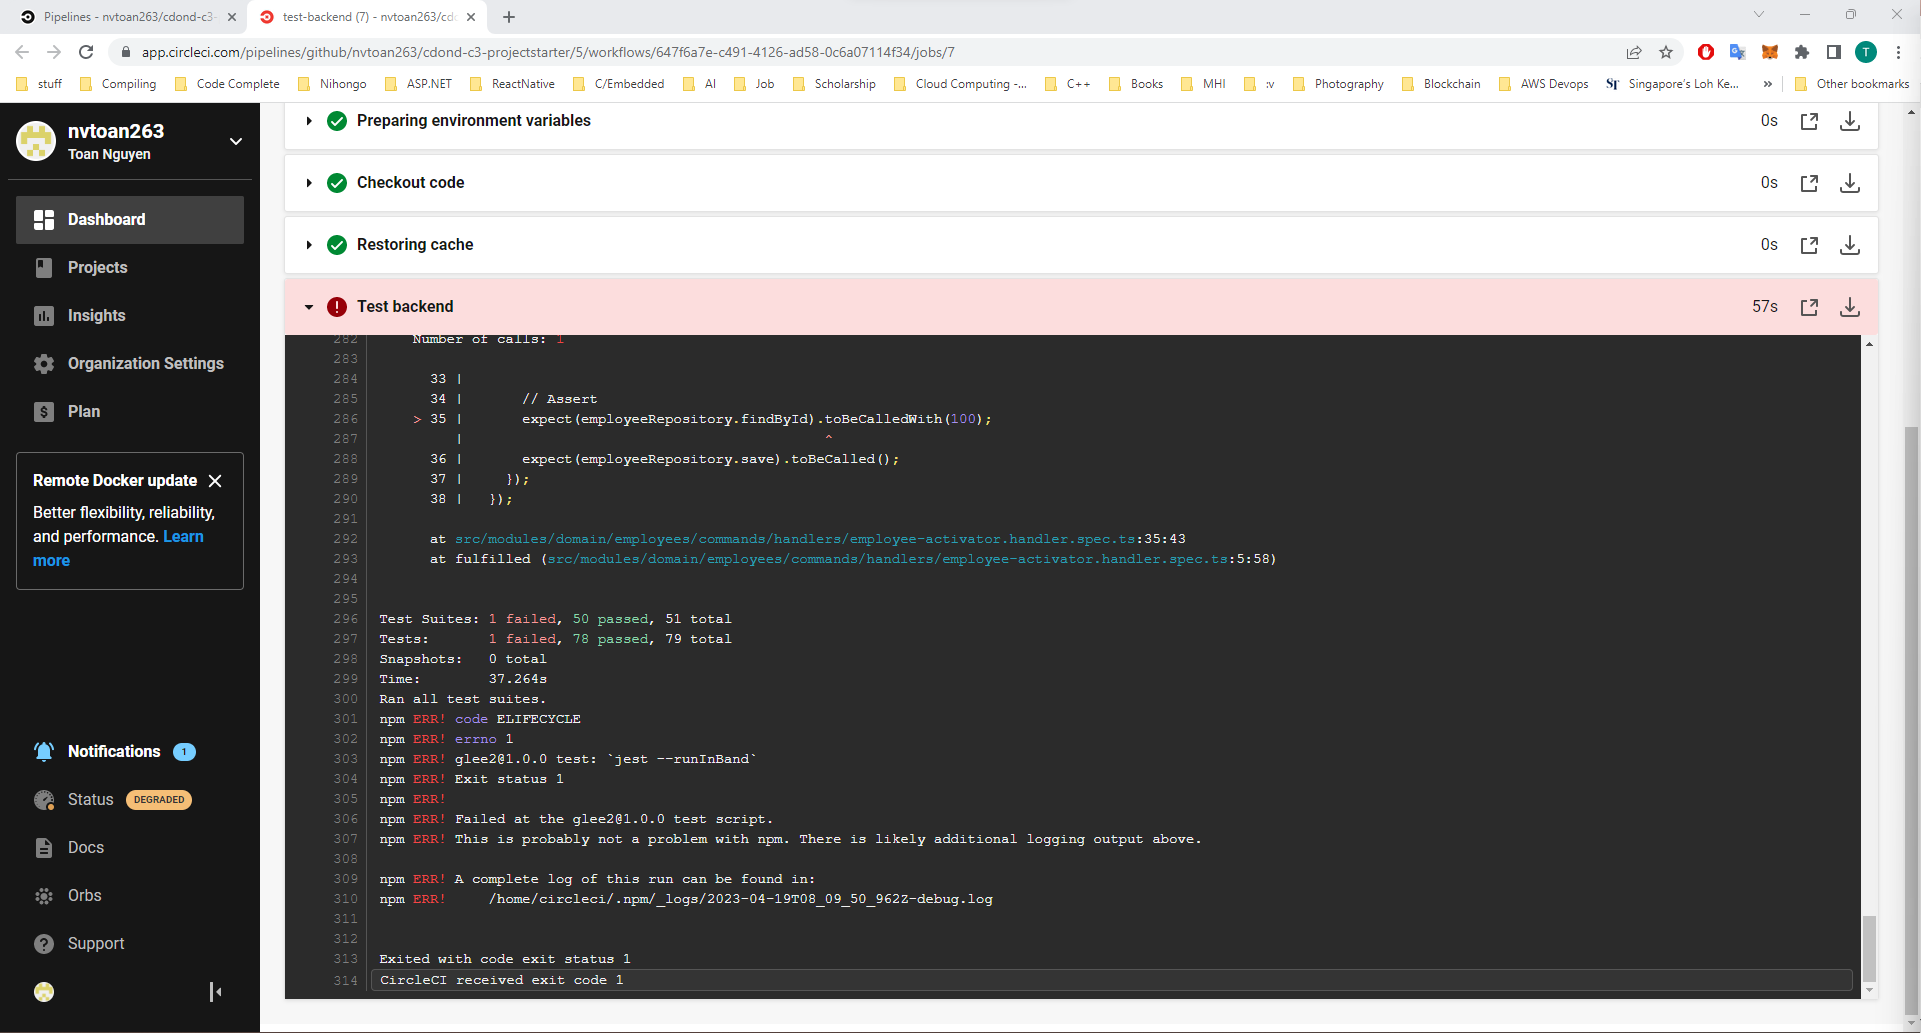 Pipelines - nvtoan263/cdond-c3-
test-backend (7) - nvtoan263/cdc
app.circleci.com/pipelines/github/nvtoan263/cdond-c3-projectstarter/5/workflows/647f6a7e-c491-4126-ad58-0c6a07114f34/jobs/7
T
stuff
Compiling
Code Complete
Nihongo
ASP.NET
ReactNative
C/Embedded
AI
Job
Scholarship
Cloud Computing -...
C++
Books
MHI
:v
Photography
Blockchain
AWS Devops
ST Singapore's Loh Ke...
»
Other bookmarks
nvtoan263
Toan Nguyen
Dashboard
Projects
Insights
Organization Settings
Plan
Remote Docker update
Better flexibility, reliability,
and performance. Learn
more
Notifications 1
Status DEGRADED
Docs
Orbs
Support
Preparing environment variables 0s
Checkout code 0s
Restoring cache 0s
Test backend 57s
282 Number of calls: 1
283
284 33 |
285 34 | // Assert
286 > 35 | expect(employeeRepository.findById).toBeCalledWith(100);
287 | ^
288 36 | expect(employeeRepository.save).toBeCalled();
289 37 | });
290 38 | });
291
292 at src/modules/domain/employees/commands/handlers/employee-activator.handler.spec.ts:35:43
293 at fulfilled (src/modules/domain/employees/commands/handlers/employee-activator.handler.spec.ts:5:58)
294
295
296 Test Suites: 1 failed, 50 passed, 51 total
297 Tests: 1 failed, 78 passed, 79 total
298 Snapshots: 0 total
299 Time: 37.264s
300 Ran all test suites.
301 npm ERR! code ELIFECYCLE
302 npm ERR! errno 1
303 npm ERR! glee2@1.0.0 test: `jest --runInBand`
304 npm ERR! Exit status 1
305 npm ERR!
306 npm ERR! Failed at the glee2@1.0.0 test script.
307 npm ERR! This is probably not a problem with npm. There is likely additional logging output above.
308
309 npm ERR! A complete log of this run can be found in:
310 npm ERR! /home/circleci/.npm/_logs/2023-04-19T08_09_50_962Z-debug.log
311
312
313 Exited with code exit status 1
314 CircleCI received exit code 1